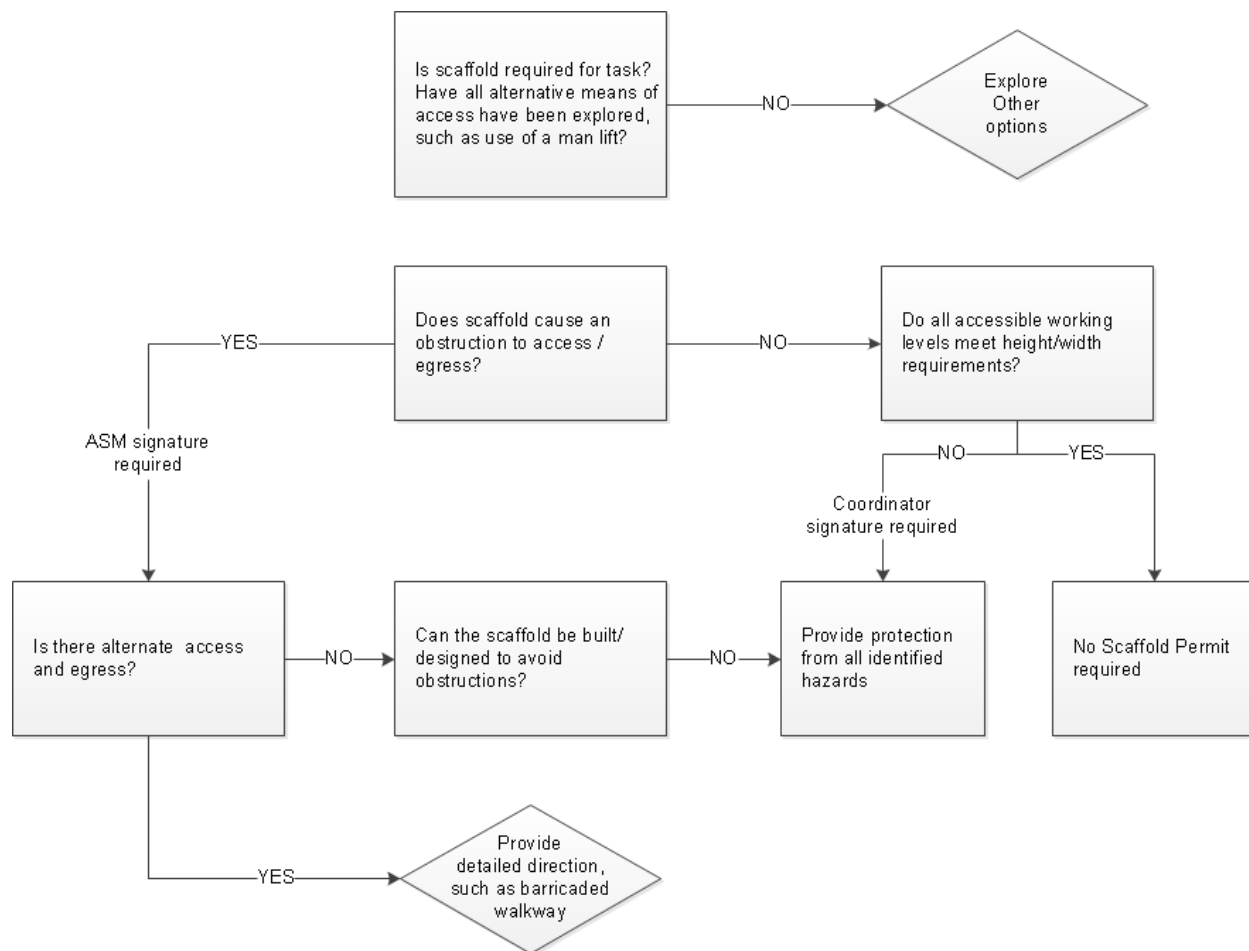 Is scaffold required for task?
Have all alternative means of
access have been explored,
such as use of a man lift?
NO
Explore
Other
options
YES
Does scaffold cause an
obstruction to access /
egress?
NO
Do all accessible working
levels meet height/width
requirements?
ASM signature
required
NO
YES
Coordinator
signature required
Is there alternate access
and egress?
NO
Can the scaffold be built/
designed to avoid
obstructions?
NO
Provide protection
from all identified
hazards
No Scaffold Permit
required
YES
Provide
detailed direction,
such as barricaded
walkway